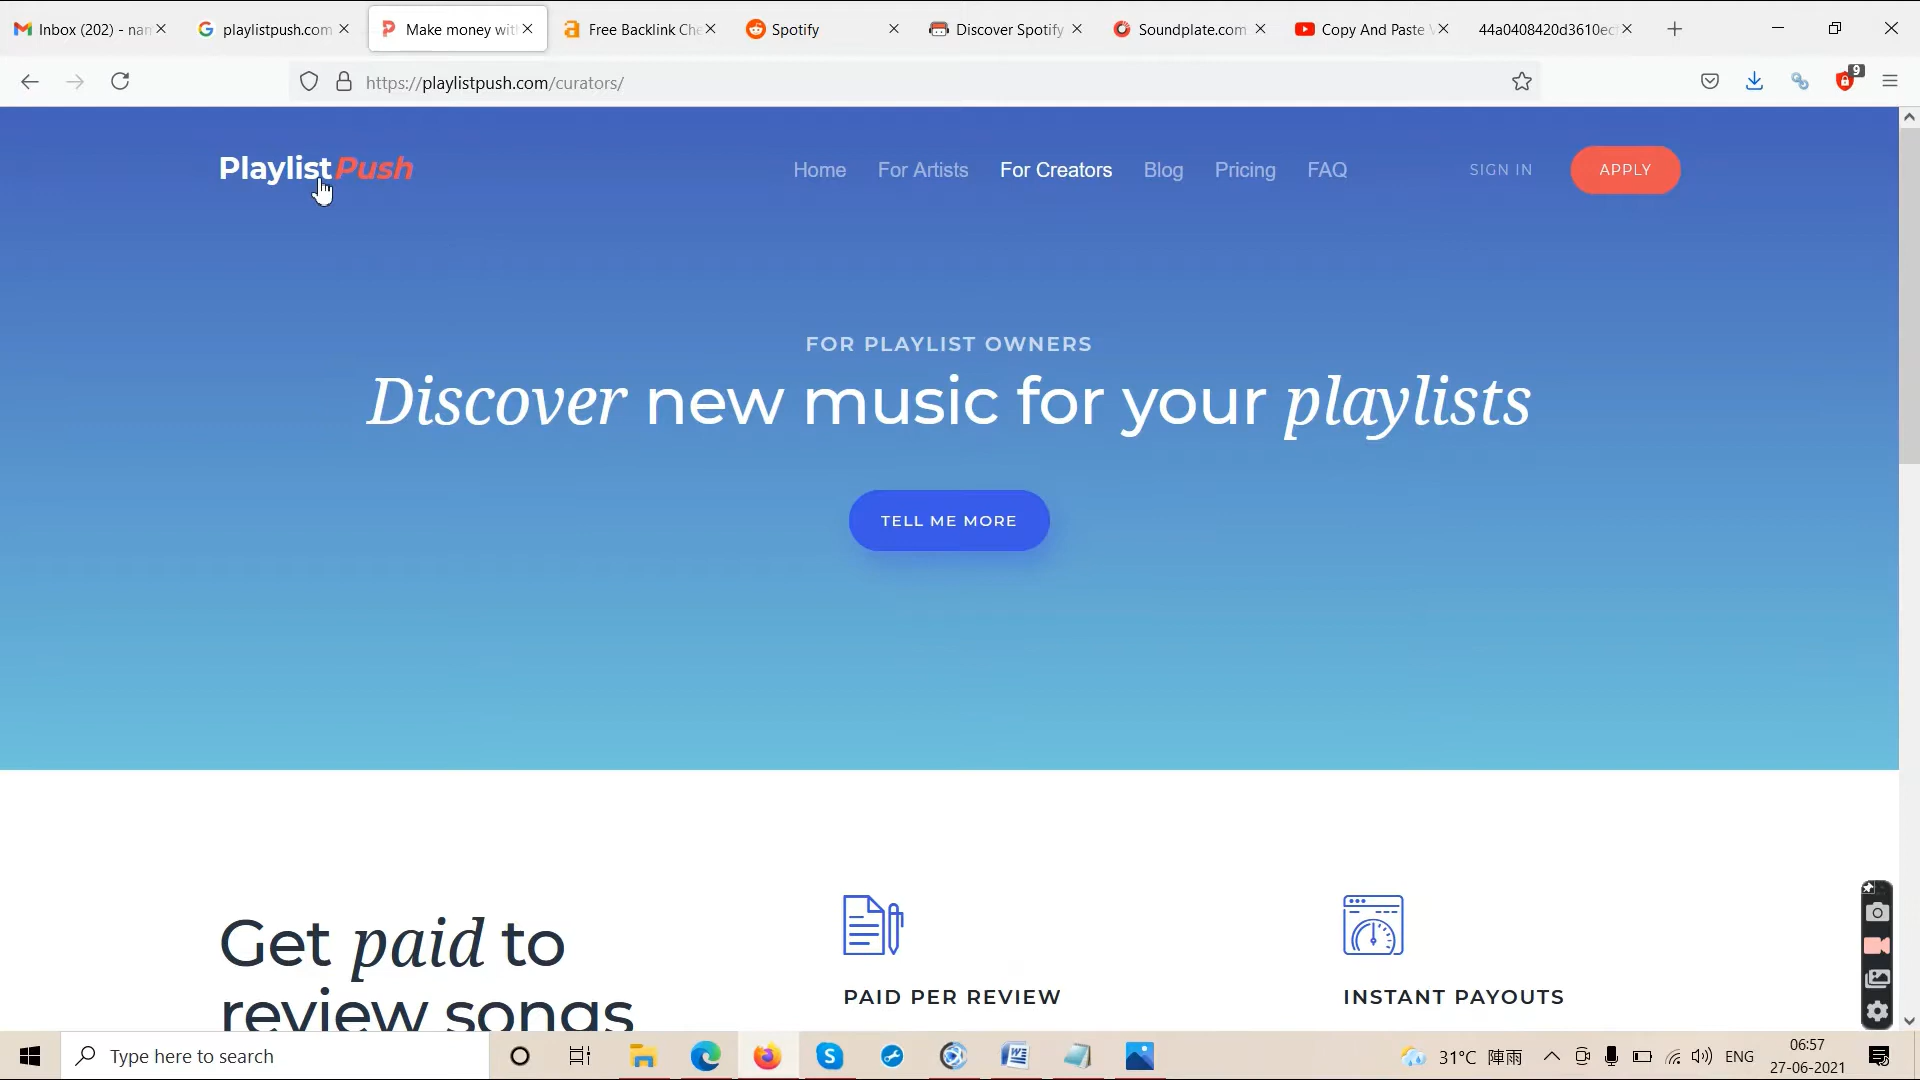 Inbox (202) - nan
playlistpush.com
Make money wit
Free Backlink Che
Spotify
Discover Spotify
Soundplate.com
Copy And Paste
44a0408420d3610ec
https://playlistpush.com/curators/
9
PlaylistPush
Home
For Artists
For Creators
Blog
Pricing
FAQ
SIGN IN
APPLY
FOR PLAYLIST OWNERS
Discover new music for your playlists
TELL ME MORE
Get paid to
review songs
PAID PER REVIEW
INSTANT PAYOUTS
Type here to search
31°C 陣雨
ENG
06:57
27-06-2021